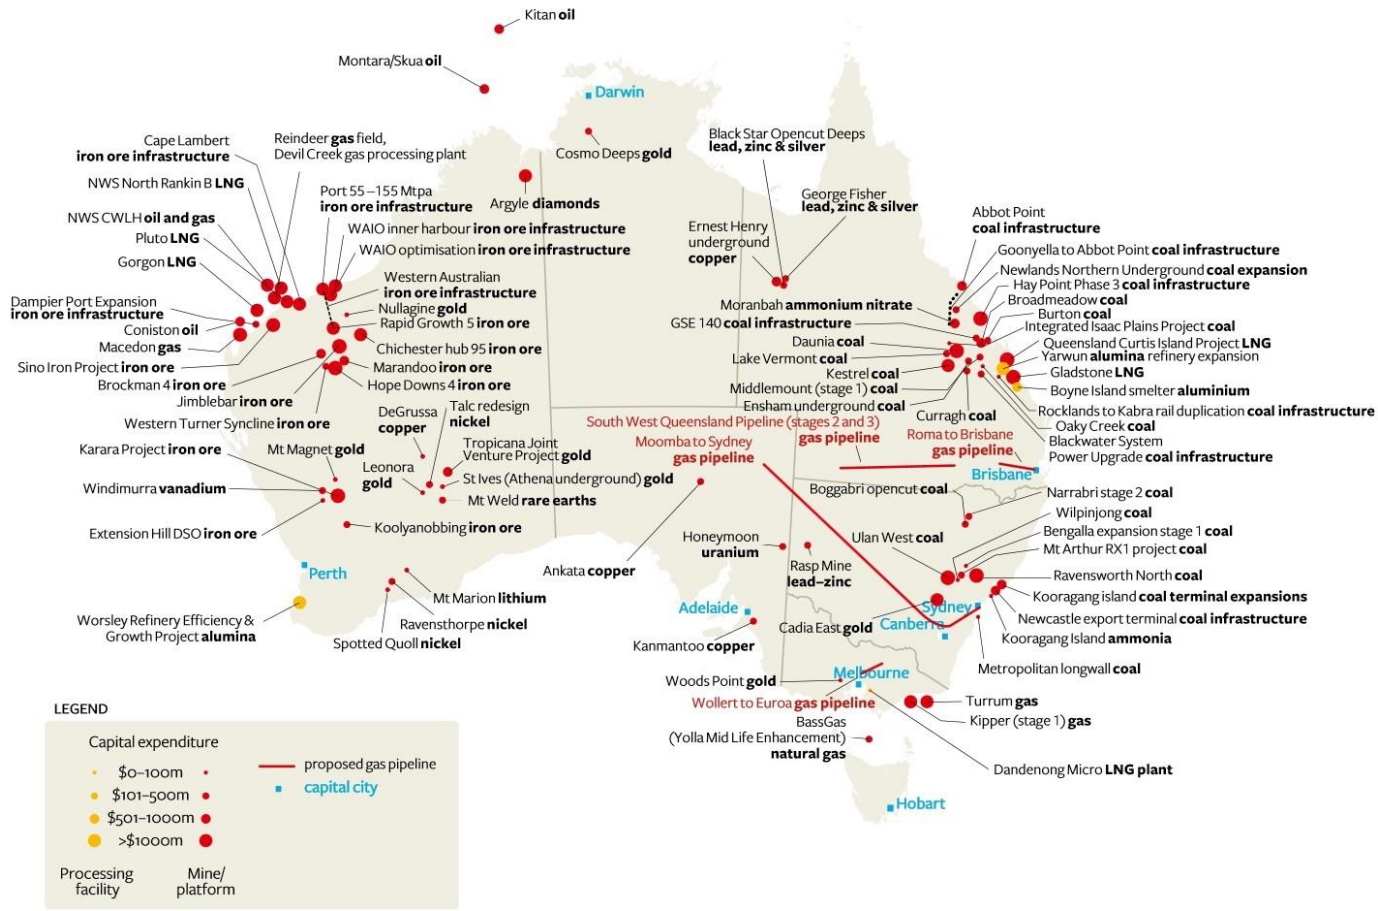 Kitan oil
Montara/Skua oil
Darwin
Cape Lambert
iron ore infrastructure
Reindeer gas field,
Devil Creek gas processing plant
Black Star Opencut Deeps
lead, zinc & silver
Cosmo Deeps gold
NWS North Rankin B LNG
Port 55–155 Mtpa
iron ore infrastructure
Argyle diamonds
George Fisher
lead, zinc & silver
NWS CWLH oil and gas
WAIO inner harbour iron ore infrastructure
Ernest Henry
underground
copper
Abbot Point
coal infrastructure
Pluto LNG
WAIO optimisation iron ore infrastructure
Goonyella to Abbot Point coal infrastructure
Gorgon LNG
Western Australian
iron ore infrastructure
Newlands Northern Underground coal expansion
Hay Point Phase 3 coal infrastructure
Dampier Port Expansion
iron ore infrastructure
Nullagine gold
Moranbah ammonium nitrate
Broadmeadow coal
Burton coal
Coniston oil
Rapid Growth 5 iron ore
GSE 140 coal infrastructure
Integrated Isaac Plains Project coal
Macedon gas
Chichester hub 95 iron ore
Daunia coal
Queensland Curtis Island Project LNG
Sino Iron Project iron ore
Marandoo iron ore
Lake Vermont coal
Yarwun alumina refinery expansion
Brockman 4 iron ore
Hope Downs 4 iron ore
Kestrel coal
Gladstone LNG
Jimblebar iron ore
Middlemount (stage 1) coal
Boyne Island smelter aluminium
Western Turner Syncline iron ore
DeGrussa
copper
Talc redesign
nickel
Ensham underground coal
Curragh coal
Rocklands to Kabra rail duplication coal infrastructure
South West Queensland Pipeline (stages 2 and 3)
gas pipeline
Oaky Creek coal
Karara Project iron ore
Mt Magnet gold
Tropicana Joint
Venture Project gold
Moomba to Sydney
gas pipeline
Roma to Brisbane
gas pipeline
Blackwater System
Power Upgrade coal infrastructure
Leonora
gold
St Ives (Athena underground) gold
Brisbane
Windimurra vanadium
Mt Weld rare earths
Boggabri opencut coal
Narrabri stage 2 coal
Wilpinjong coal
Extension Hill DSO iron ore
Koolyanobbing iron ore
Honeymoon
uranium
Ulan West coal
Bengalla expansion stage 1 coal
Mt Arthur RX1 project coal
Perth
Ankata copper
Rasp Mine
lead–zinc
Ravensworth North coal
Mt Marion lithium
Adelaide
Sydney
Kooragang island coal terminal expansions
Worsley Refinery Efficiency &
Growth Project alumina
Ravensthorpe nickel
Cadia East gold
Canberra
Newcastle export terminal coal infrastructure
Spotted Quoll nickel
Kanmantoo copper
Kooragang Island ammonia
Metropolitan longwall coal
Woods Point gold
Melbourne
Wollert to Euroa gas pipeline
Turrum gas
LEGEND
BassGas
(Yolla Mid Life Enhancement)
natural gas
Kipper (stage 1) gas
Capital expenditure
$0–100m
$101–500m
$501–1000m
>$1000m
Processing
facility
Mine/
platform
proposed gas pipeline
capital city
Dandenong Micro LNG plant
Hobart